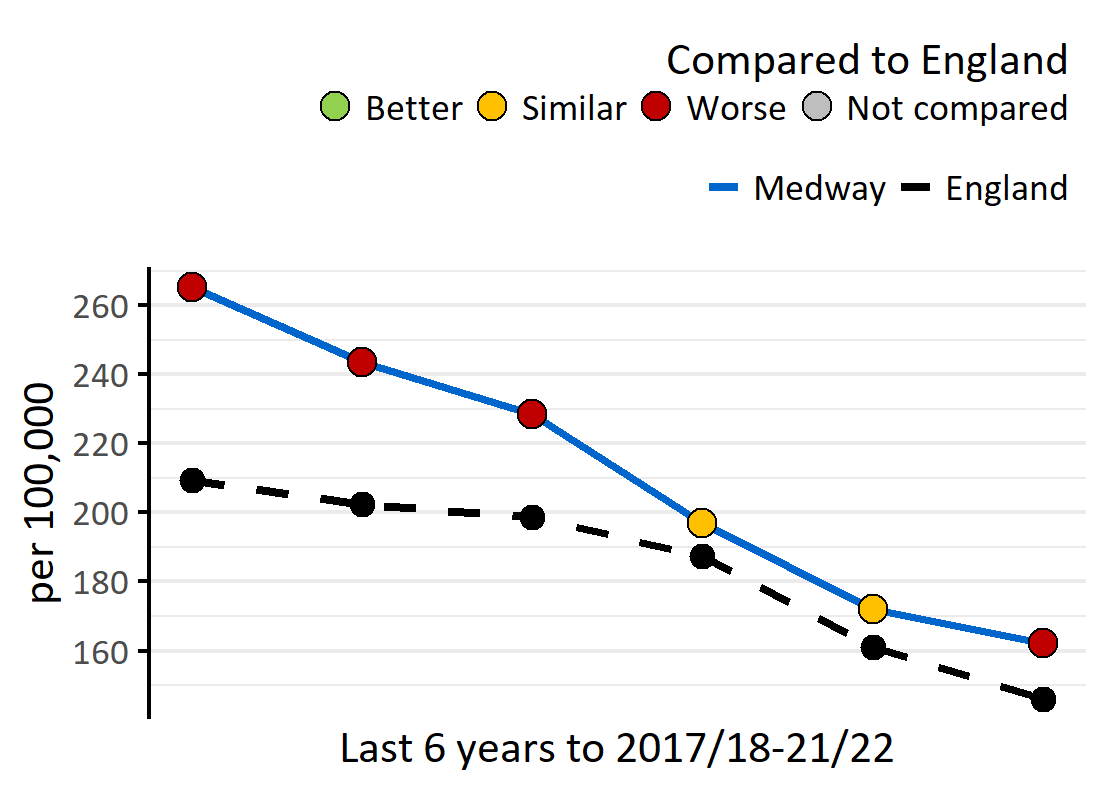 Compared to England
Better Similar Worse Not compared
Medway England
260
240
220
200
180
160
per 100,000
Last 6 years to 2017/18-21/22